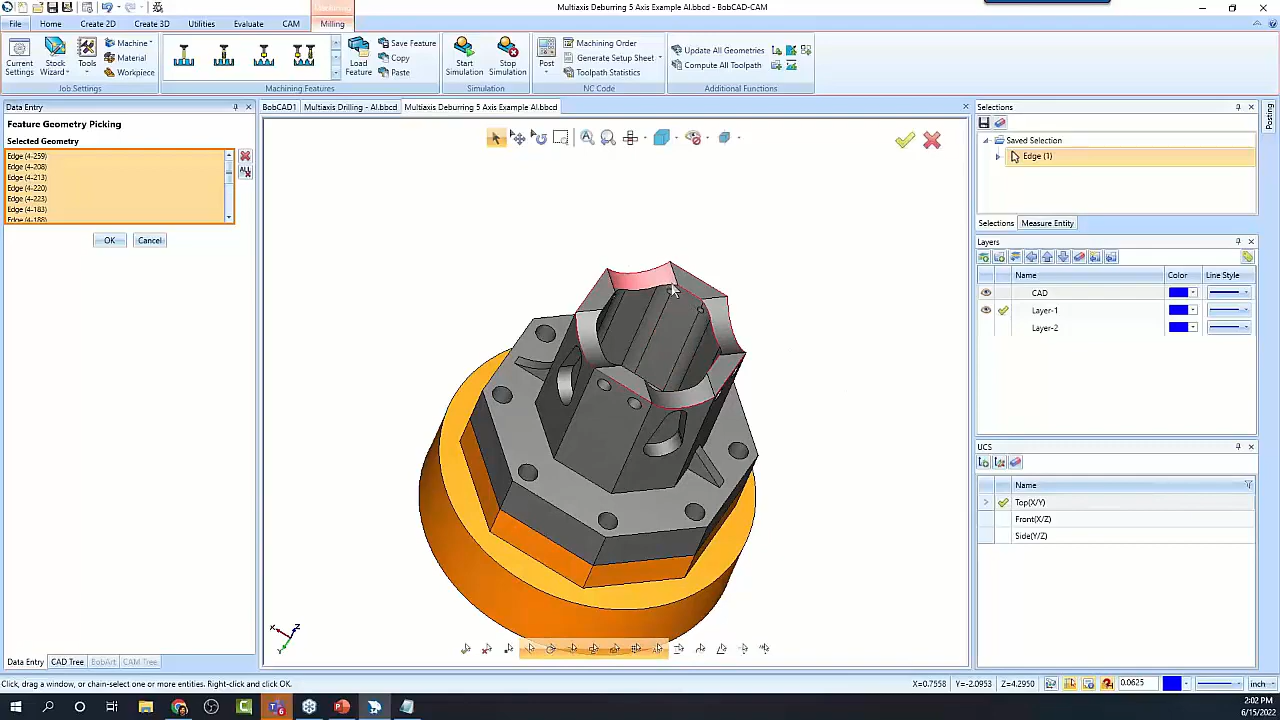 Machining
Multiaxis Deburring 5 Axis Example AI.bbcd - BobCAD-CAM
File
Home
Create 2D
Create 3D
Utilities
Evaluate
CAM
Milling
Current Settings
Stock Wizard
Tools
Machine
Material
Workpiece
Job Settings
Load Feature
Save Feature
Copy
Paste
Machining Features
Start Simulation
Stop Simulation
Simulation
Post
Machining Order
Generate Setup Sheet
Toolpath Statistics
NC Code
Update All Geometries
Compute All Toolpath
Additional Functions
Data Entry
BobCAD1
Multiaxis Drilling - AI.bbcd
Multiaxis Deburring 5 Axis Example AI.bbcd
Feature Geometry Picking
Selected Geometry
Edge (4-259)
Edge (4-208)
Edge (4-213)
Edge (4-220)
Edge (4-223)
Edge (4-183)
Edge (4-188)
ALL
OK
Cancel
Selections
Saved Selection
Edge (1)
Selections
Measure Entity
Posting
Layers
Name
Color
Line Style
CAD
Layer-1
Layer-2
UCS
Name
Top(X/Y)
Front(X/Z)
Side(Y/Z)
X
Z
Y
Data Entry
CAD Tree
BobArt
CAM Tree
Click, drag a window, or chain-select one or more entities. Right-click and click OK.
X=0.7558
Y=-2.0953
Z=4.2950
0.0625
inch
2:02 PM
6/15/2022